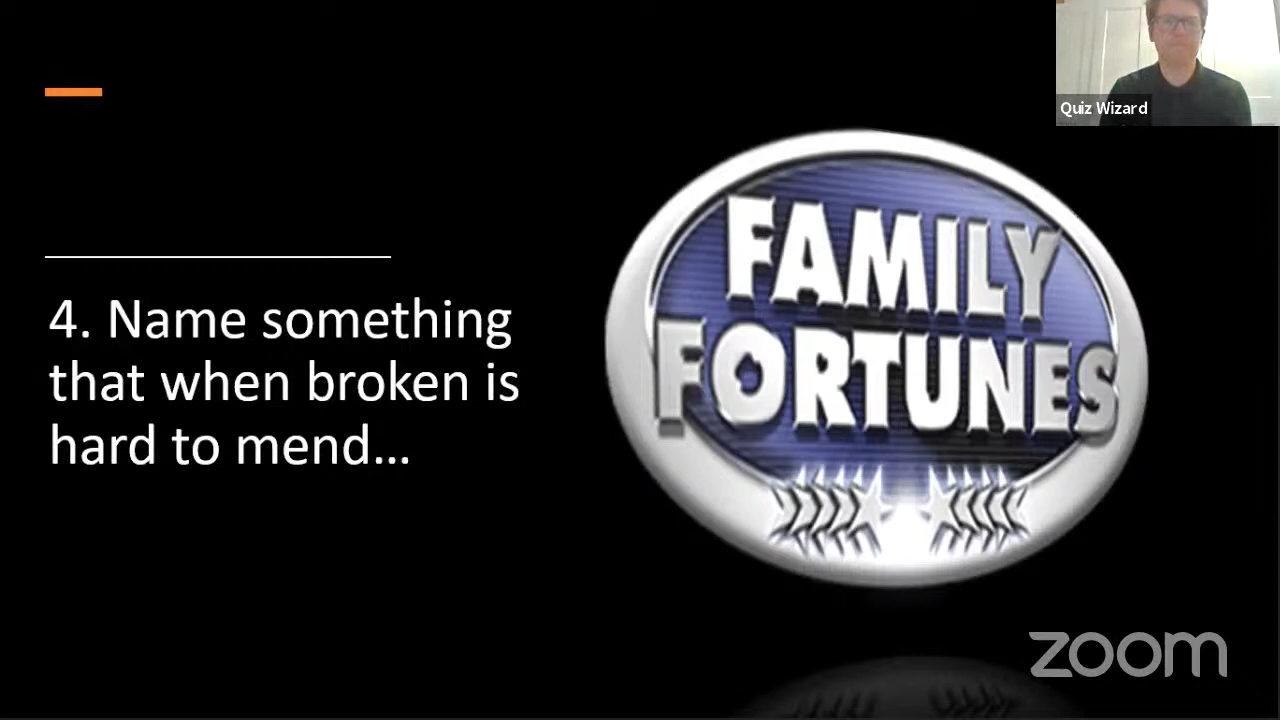 Quiz Wizard
FAMILY
FORTUNES
4. Name something
that when broken is
hard to mend...
zoom